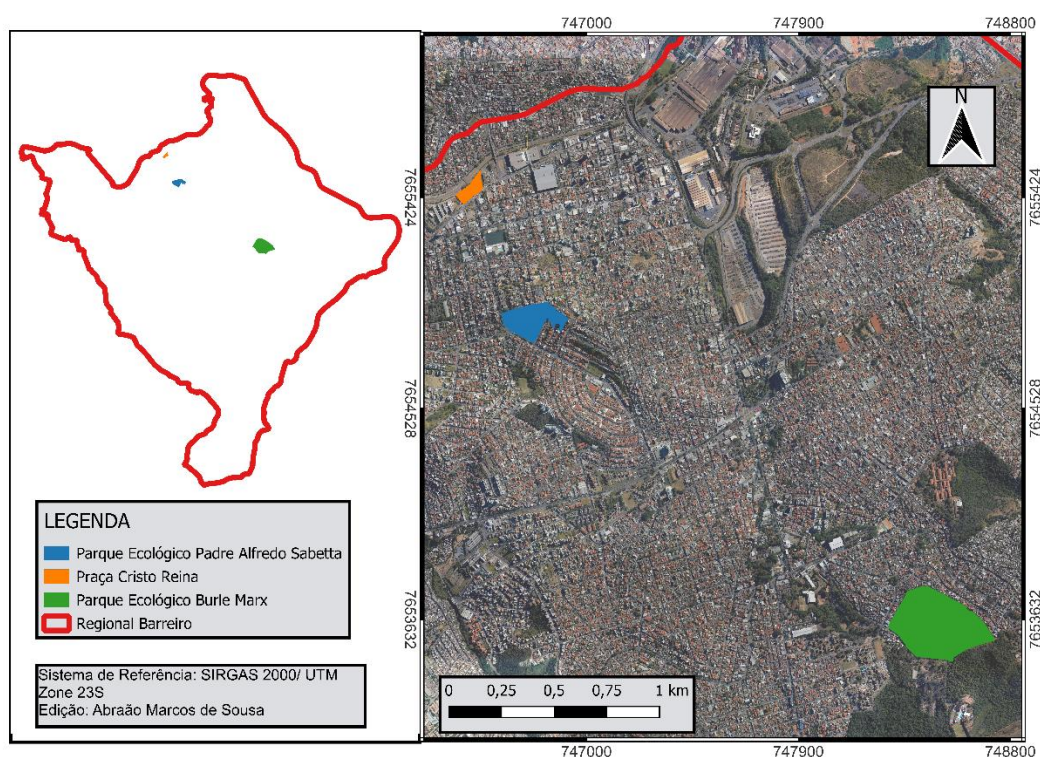 747000
747900
748800
N
7655424
7655424
7654528
7654528
7653632
7653632
LEGENDA
Parque Ecológico Padre Alfredo Sabetta
Praça Cristo Reina
Parque Ecológico Burle Marx
Regional Barreiro
Sistema de Referência: SIRGAS 2000/ UTM
Zone 23S
Edição: Abraão Marcos de Sousa
0 0,25 0,5 0,75 1 km
747000
747900
748800